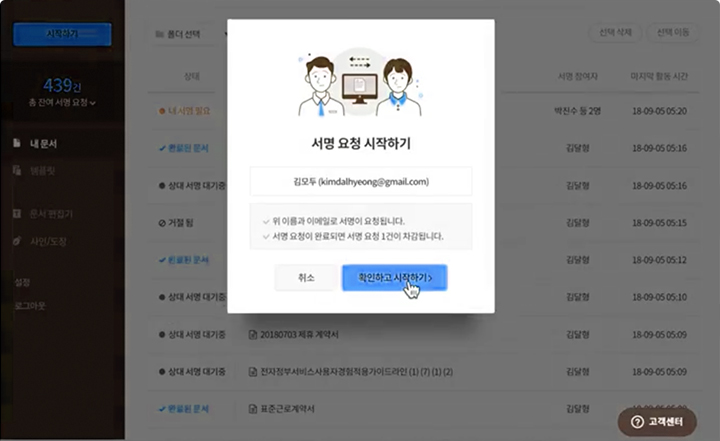 시작하기
439건
총 잔여 서명 요청
내 문서
템플릿
문서 편집기
사인/도장
설정
로그아웃
폴더 선택
선택 삭제
선택 이동
상태
서명 참여자
마지막 활동 시간
내 서명 필요
박진수 등 2명
18-09-05 05:20
완료된 문서
김달형
18-09-05 05:16
상대 서명 대기중
김달형
18-09-05 05:16
거절 됨
김달형
18-09-05 05:15
완료된 문서
김달형
18-09-05 05:12
상대 서명 대기중
김달형
18-09-05 05:10
상대 서명 대기중
20180703 제휴 계약서
김달형
18-09-05 05:09
상대 서명 대기중
전자정부서비스사용자경험적용가이드라인 (1) (7) (1) (2)
김달형
18-09-05 05:09
완료된 문서
표준근로계약서
김달형
서명 요청 시작하기
김모두 (kimdalhyeong@gmail.com)
위 이름과 이메일로 서명이 요청됩니다.
서명 요청이 완료되면 서명 요청 1건이 차감됩니다.
취소
확인하고 시작하기>
고객센터